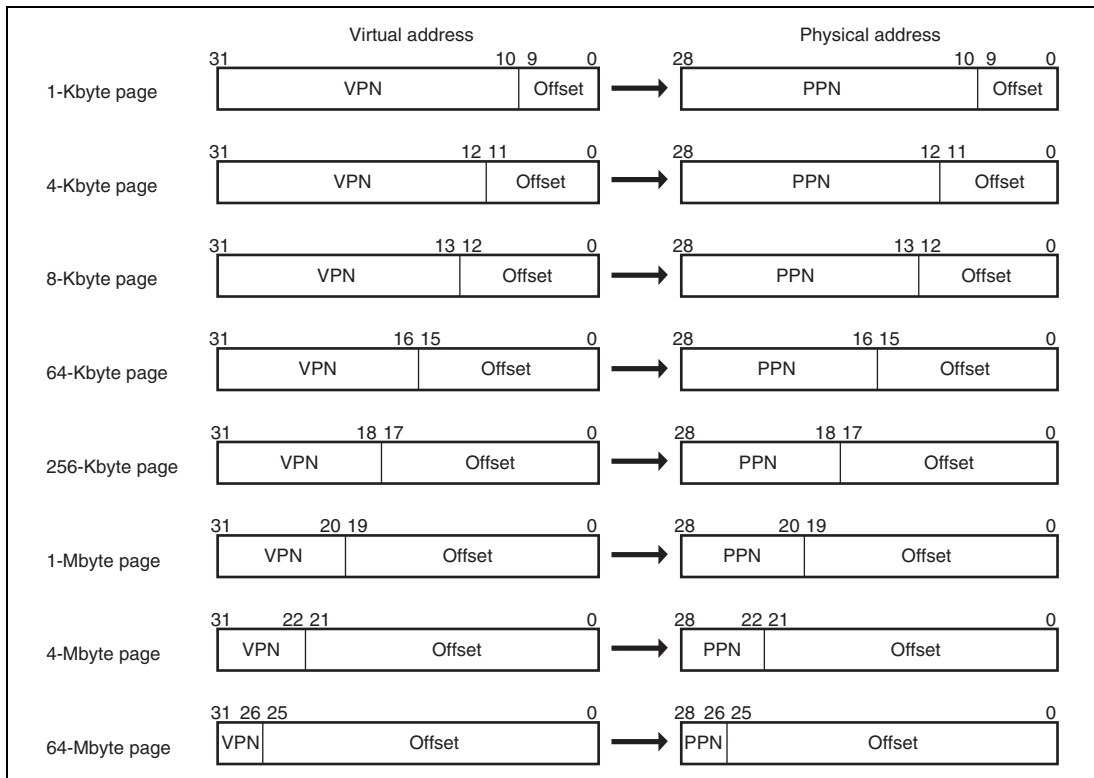 Virtual address Physical address
31 10 9 0 28 10 9 0
1-Kbyte page VPN Offset PPN Offset
31 12 11 0 28 12 11 0
4-Kbyte page VPN Offset PPN Offset
31 13 12 0 28 13 12 0
8-Kbyte page VPN Offset PPN Offset
31 16 15 0 28 16 15 0
64-Kbyte page VPN Offset PPN Offset
31 18 17 0 28 18 17 0
256-Kbyte page VPN Offset PPN Offset
31 20 19 0 28 20 19 0
1-Mbyte page VPN Offset PPN Offset
31 22 21 0 28 22 21 0
4-Mbyte page VPN Offset PPN Offset
31 26 25 0 28 26 25 0
64-Mbyte page VPN Offset PPN Offset